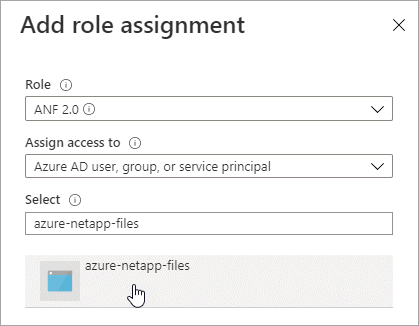 Add role assignment
Role
ANF 2.0
Assign access to
Azure AD user, group, or service principal
Select
azure-netapp-files
azure-netapp-files